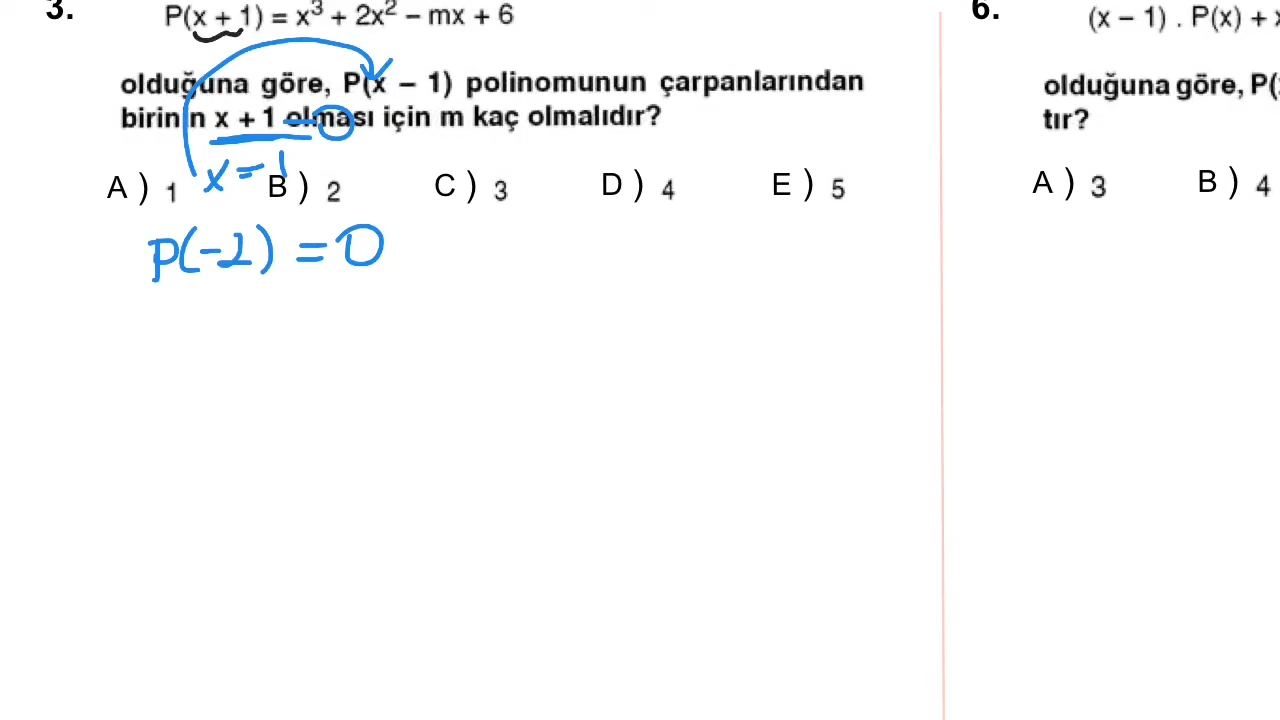 3.
P(x + 1) = x³ + 2x² – mx + 6
olduğuna göre, P(x – 1) polinomunun çarpanlarından
birinin x + 1 olması için m kaç olmalıdır?
x = -1
A ) 1 B ) 2 C ) 3 D ) 4 E ) 5
P(-2) = 0
6.
(x – 1) . P(x) +
olduğuna göre, P(
tır?
A ) 3 B ) 4